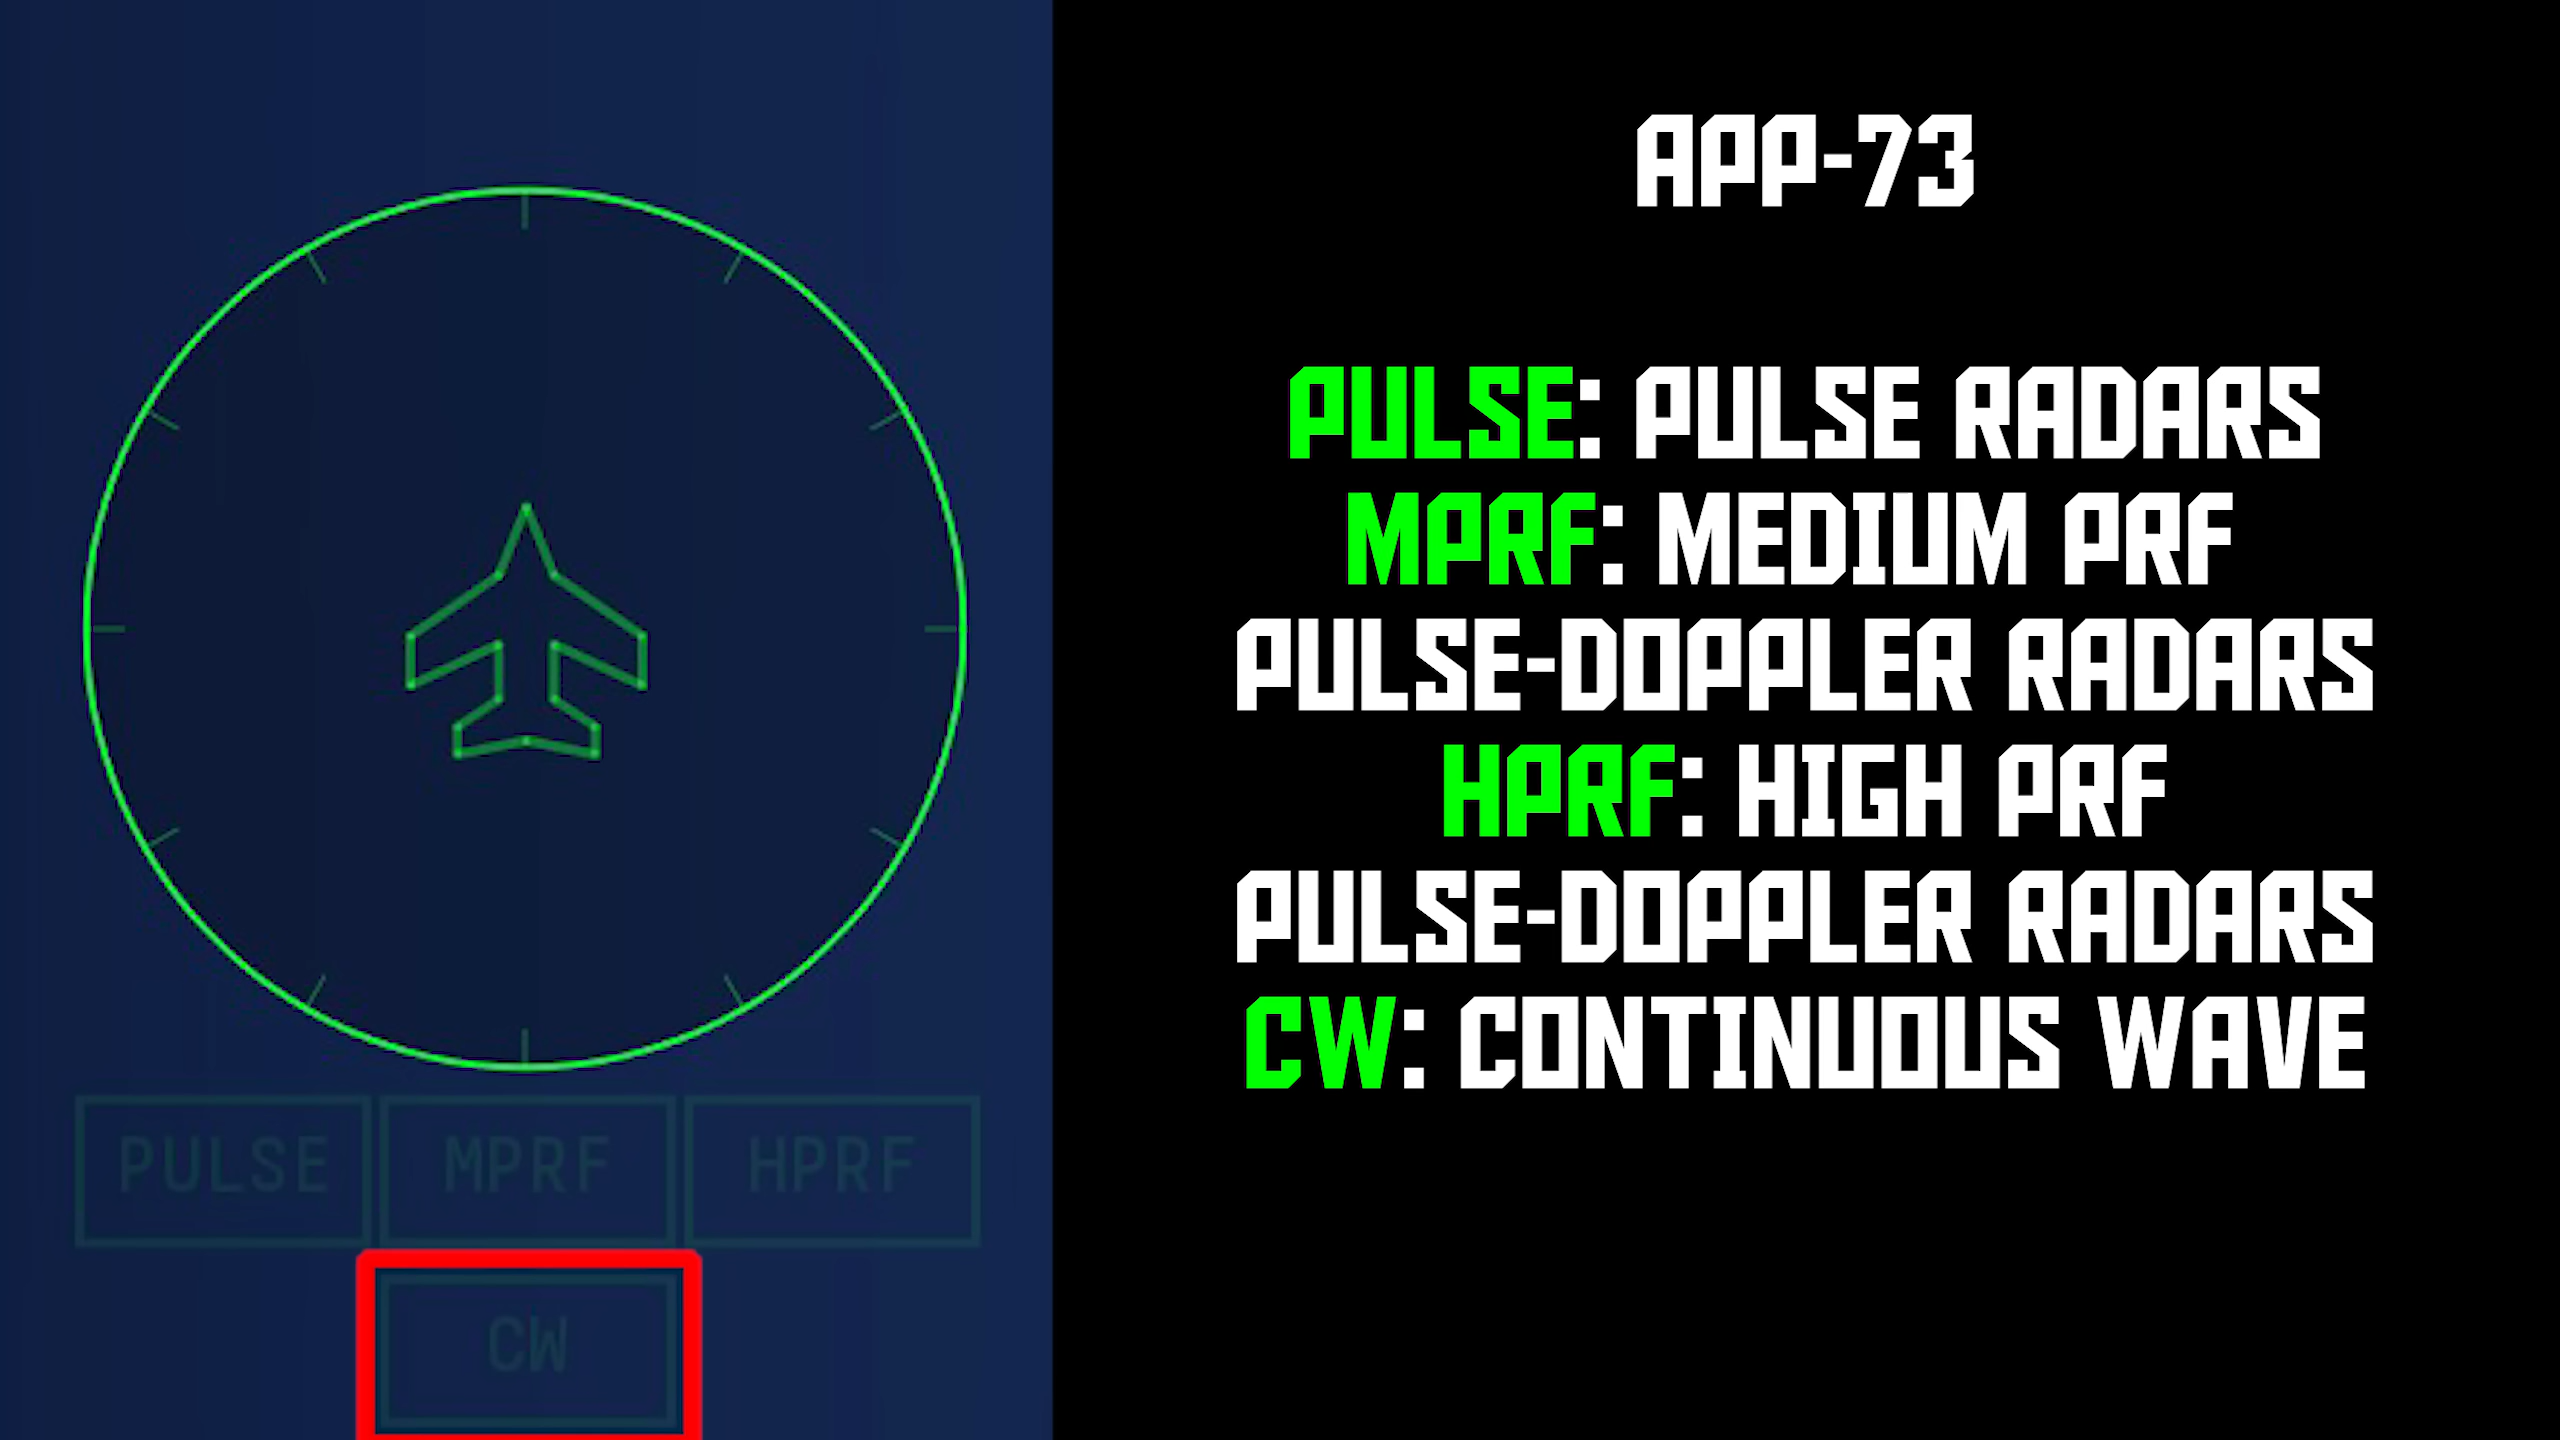 APP-73
PULSE: PULSE RADARS
MPRF: MEDIUM PRF
PULSE-DOPPLER RADARS
HPRF: HIGH PRF
PULSE-DOPPLER RADARS
CW: CONTINUOUS WAVE
PULSE MPRF HPRF
CW